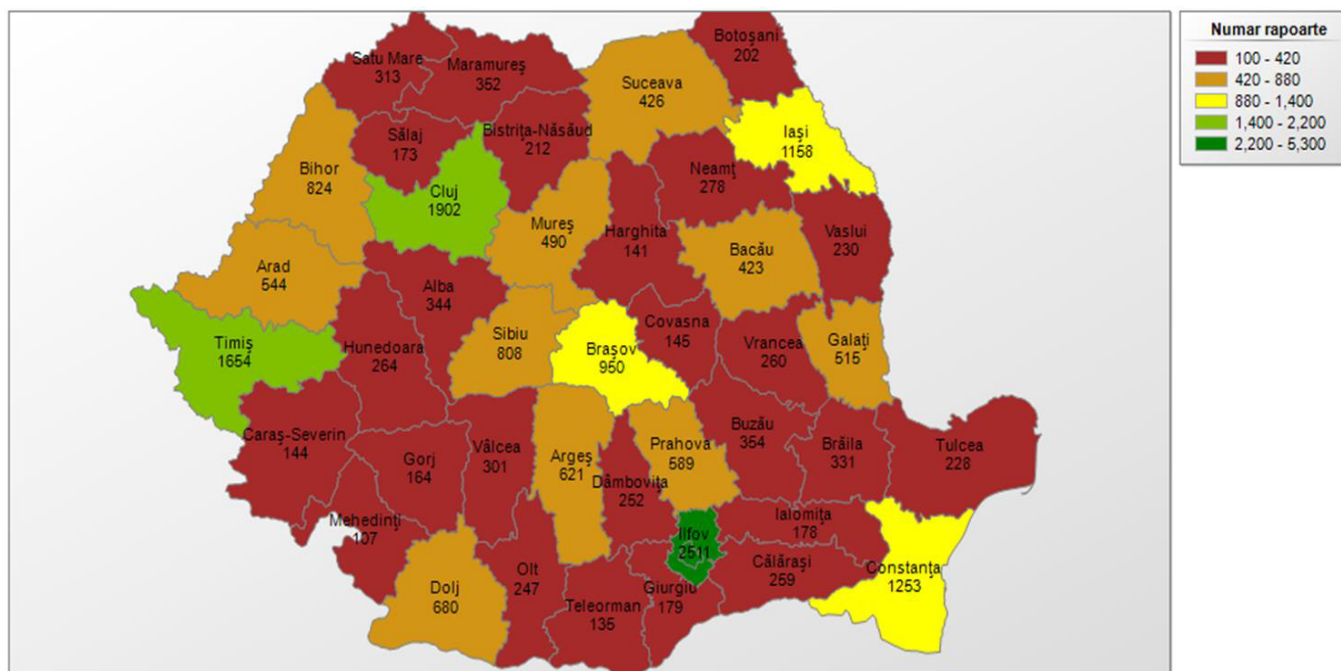 Numar rapoarte
100 - 420
420 - 880
880 - 1,400
1,400 - 2,200
2,200 - 5,300
Botoșani
202
Satu Mare
313
Maramureș
352
Suceava
426
Iași
1158
Sălaj
173
Bistrița-Năsăud
212
Neamț
278
Bihor
824
Cluj
1902
Mureș
490
Harghita
141
Bacău
423
Vaslui
230
Arad
544
Alba
344
Timiș
1654
Hunedoara
264
Sibiu
808
Brașov
950
Covasna
145
Vrancea
260
Galați
515
Caraș-Severin
144
Gorj
164
Vâlcea
301
Argeș
621
Dâmbovița
252
Prahova
589
Buzău
354
Brăila
331
Tulcea
228
Mehedinți
107
Dolj
680
Olt
247
Teleorman
135
Giurgiu
179
Ilfov
2511
Ialomița
178
Călărași
259
Constanța
1253